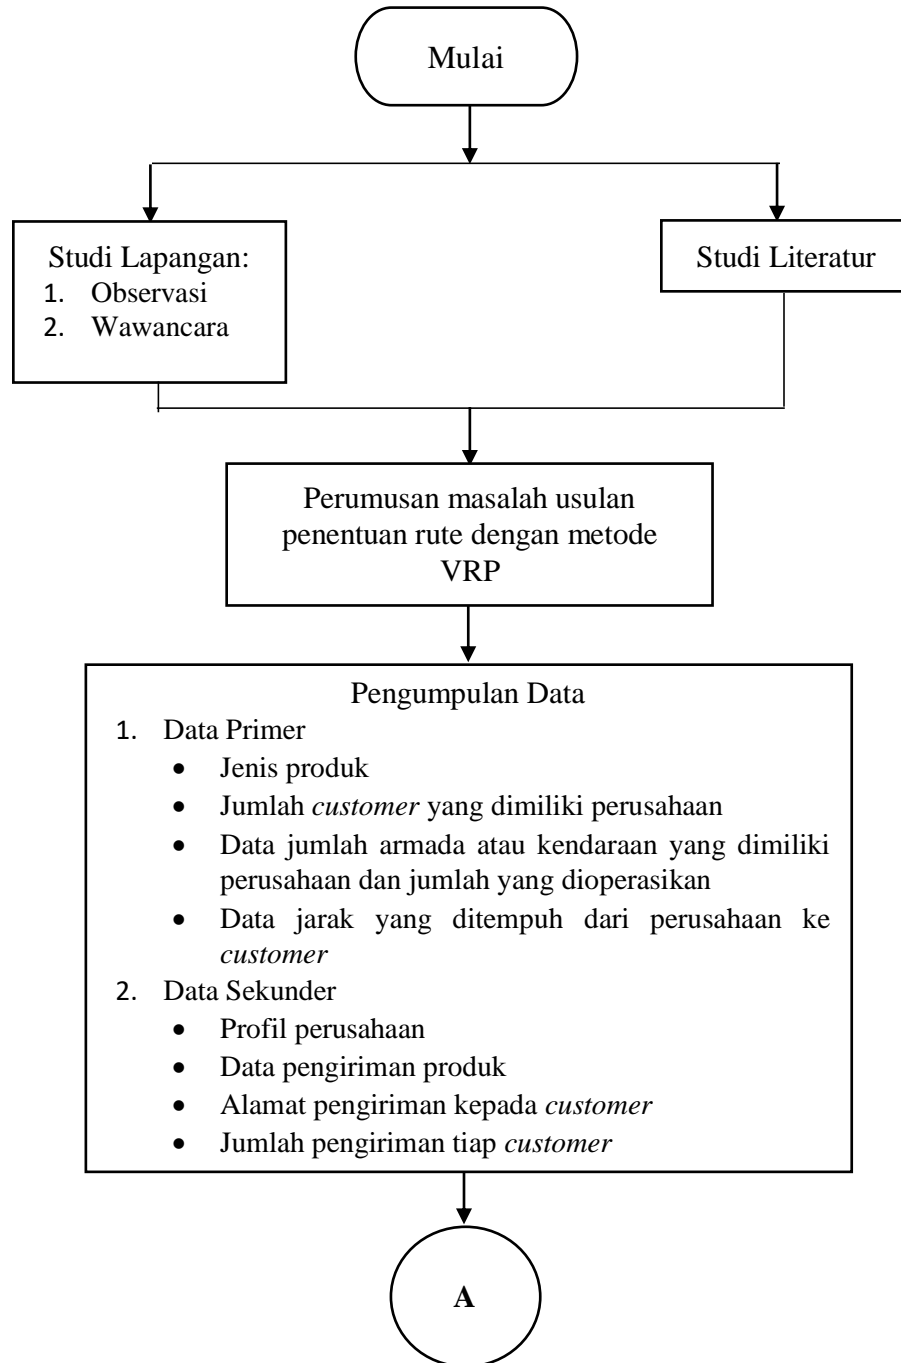 Mulai
Studi Lapangan:
1. Observasi
2. Wawancara
Studi Literatur
Perumusan masalah usulan
penentuan rute dengan metode
VRP
Pengumpulan Data
1. Data Primer
• Jenis produk
• Jumlah customer yang dimiliki perusahaan
• Data jumlah armada atau kendaraan yang dimiliki
perusahaan dan jumlah yang dioperasikan
• Data jarak yang ditempuh dari perusahaan ke
customer
2. Data Sekunder
• Profil perusahaan
• Data pengiriman produk
• Alamat pengiriman kepada customer
• Jumlah pengiriman tiap customer
A